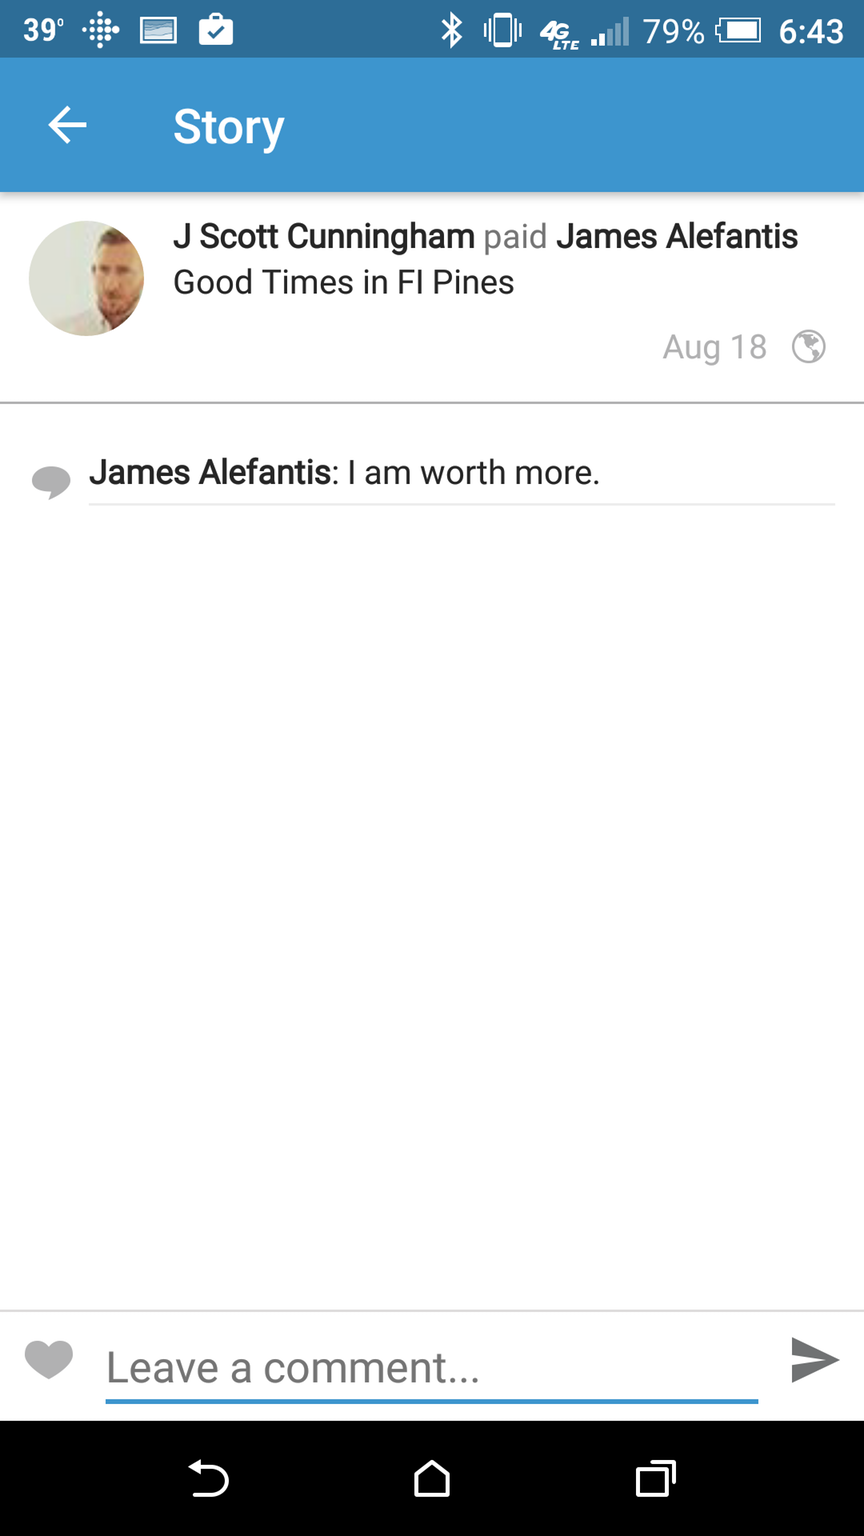 39° 4G LTE 79% 6:43
Story
J Scott Cunningham paid James Alefantis
Good Times in FI Pines
Aug 18
James Alefantis: I am worth more.
Leave a comment...